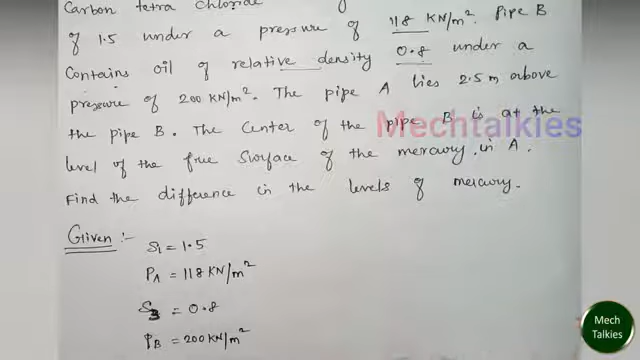 Carbon tetra Chloride
of 1.5 under a pressure of 118 KN/m². Pipe B
Contains oil of relative density 0.8 under a
pressure of 200 KN/m². The pipe A lies 2.5 m above
the pipe B. The Center of the pipe B is at the
level of the free Surface of the mercury in A.
Find the difference in the levels of mercury.
Mechtalkies
Given :-
S₁ = 1.5
PA = 118 KN/m²
S3 = 0.8
PB = 200 KN/m²
Mech
Talkies